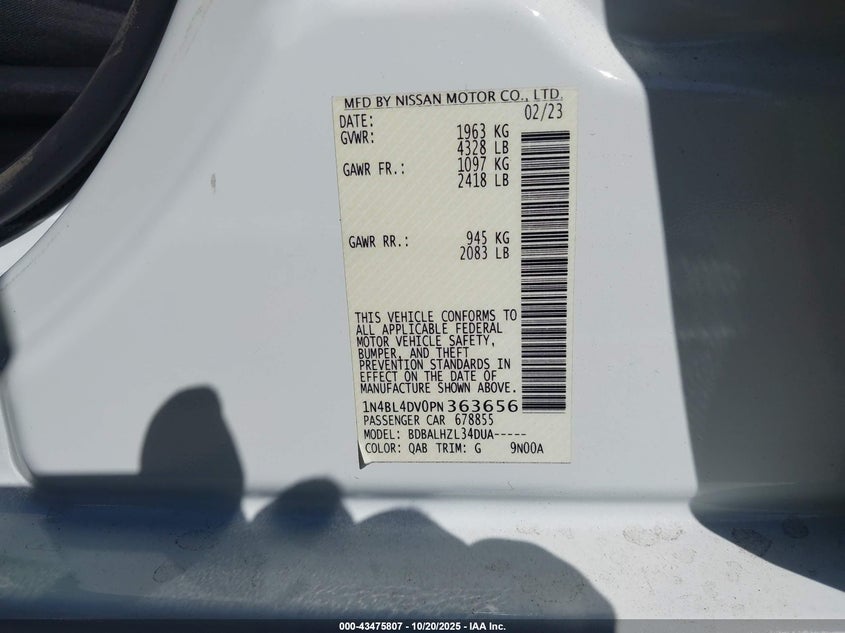 MFD BY NISSAN MOTOR CO., LTD.
DATE: 02/23
GVWR: 1963 KG
4328 LB
GAWR FR.: 1097 KG
2418 LB
GAWR RR.: 945 KG
2083 LB
THIS VEHICLE CONFORMS TO
ALL APPLICABLE FEDERAL
MOTOR VEHICLE SAFETY,
BUMPER, AND THEFT
PREVENTION STANDARDS IN
EFFECT ON THE DATE OF
MANUFACTURE SHOWN ABOVE.
1N4BL4DV0PN363656
PASSENGER CAR 678855
MODEL: BDBALHZL34DUA-----
COLOR: QAB TRIM: G 9N00A
000-43475807 - 10/20/2025 - IAA Inc.